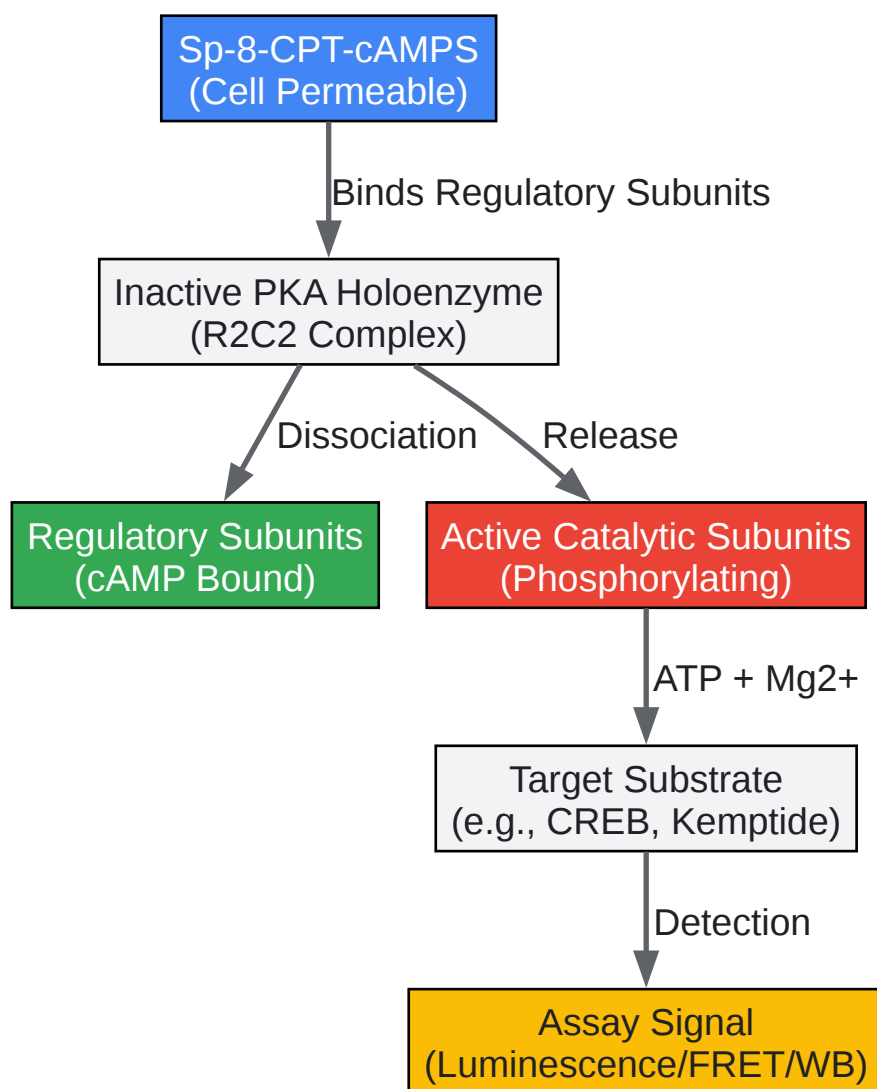 Sp-8-CPT-cAMPS
(Cell Permeable)
Binds Regulatory Subunits
Inactive PKA Holoenzyme
(R2C2 Complex)
Dissociation
Release
Regulatory Subunits
(cAMP Bound)
Active Catalytic Subunits
(Phosphorylating)
ATP + Mg2+
Target Substrate
(e.g., CREB, Kemptide)
Detection
Assay Signal
(Luminescence/FRET/WB)